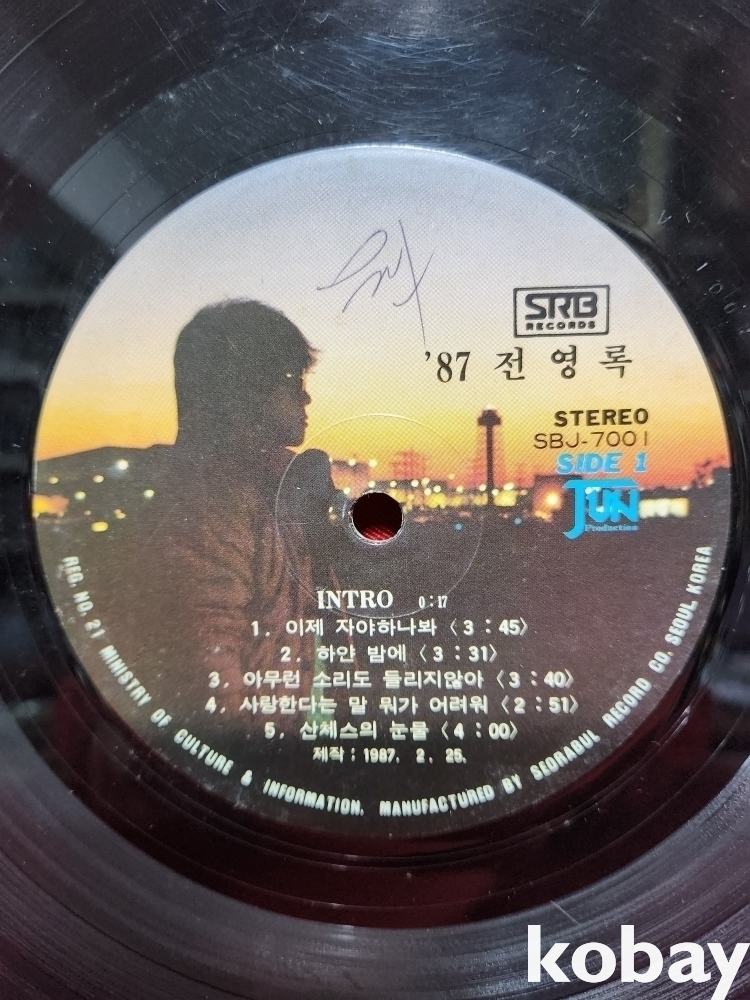 SRB
RECORDS
'87 전영록
STEREO
SBJ-7001
SIDE 1
JUN
Production
INTRO 0:17
1. 이제 자야하나봐 〈3:45〉
2. 하얀 밤에 〈3:31〉
3. 아무런 소리도 들리지않아 〈3:40〉
4. 사랑한다는 말 뭐가 어려워 〈2:51〉
5. 산체스의 눈물 〈4:00〉
제작: 1987. 2. 25.
REG. NO. 21 MINISTRY OF CULTURE & INFORMATION. MANUFACTURED BY SEORABUL RECORD CO. SEOUL KOREA
kobay